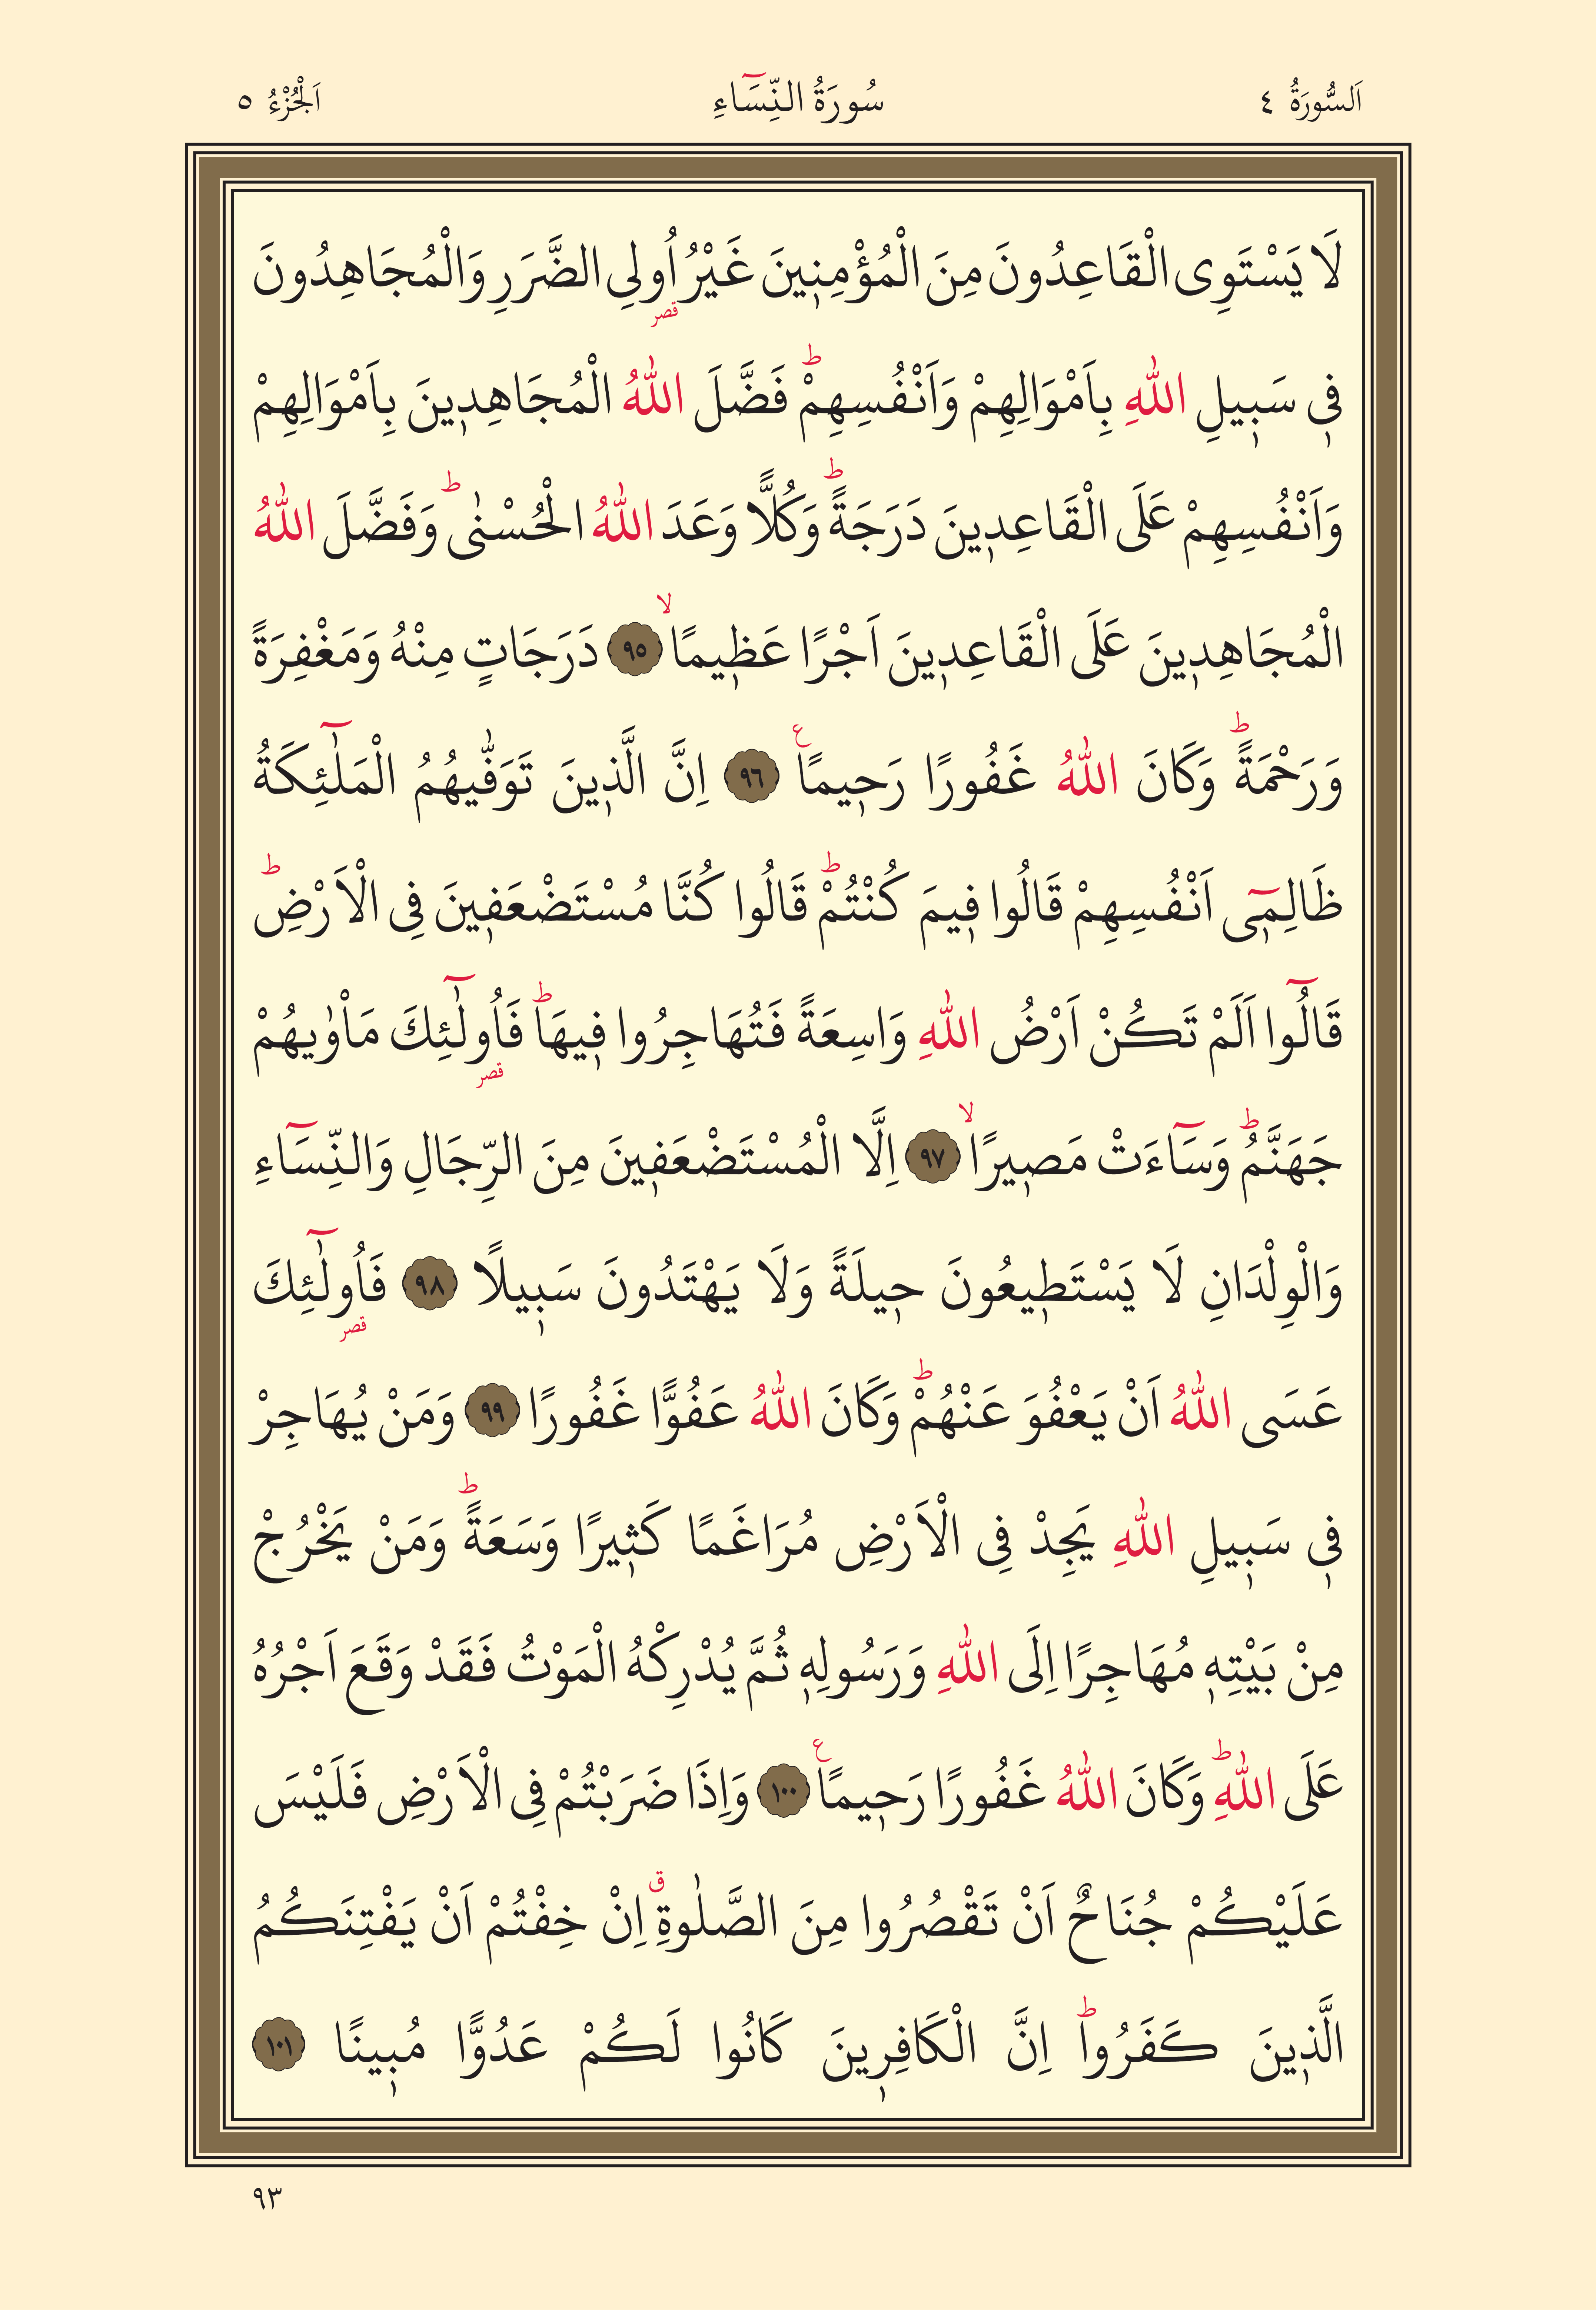 اَلسُّورَةُ ٤ سُورَةُ النِّسَٓاءِ اَلْجُزْءُ ٥
لَا يَسْتَوِى الْقَاعِدُونَ مِنَ الْمُؤْمِنٖينَ غَيْرُ اُولِى الضَّرَرِ وَالْمُجَاهِدُونَ
قصر
فٖى سَبٖيلِ اللّٰهِ بِاَمْوَالِهِمْ وَاَنْفُسِهِمْؕ فَضَّلَ اللّٰهُ الْمُجَاهِدٖينَ بِاَمْوَالِهِمْ
وَاَنْفُسِهِمْ عَلَى الْقَاعِدٖينَ دَرَجَةًؕ وَكُلًّا وَعَدَ اللّٰهُ الْحُسْنٰىؕ وَفَضَّلَ اللّٰهُ
الْمُجَاهِدٖينَ عَلَى الْقَاعِدٖينَ اَجْرًا عَظٖيمًاۙ ٩٥ دَرَجَاتٍ مِنْهُ وَمَغْفِرَةً
وَرَحْمَةًؕ وَكَانَ اللّٰهُ غَفُورًا رَحٖيمًاࣖ ٩٦ اِنَّ الَّذٖينَ تَوَفّٰيهُمُ الْمَلٰٓئِكَةُ
ظَالِمٖٓى اَنْفُسِهِمْ قَالُوا فٖيمَ كُنْتُمْؕ قَالُوا كُنَّا مُسْتَضْعَفٖينَ فِى الْاَرْضِؕ
قَالُٓوا اَلَمْ تَكُنْ اَرْضُ اللّٰهِ وَاسِعَةً فَتُهَاجِرُوا فٖيهَاؕ فَاُولٰٓئِكَ مَاْوٰيهُمْ
قصر
جَهَنَّمُؕ وَسَٓاءَتْ مَصٖيرًاۙ ٩٧ اِلَّا الْمُسْتَضْعَفٖينَ مِنَ الرِّجَالِ وَالنِّسَٓاءِ
وَالْوِلْدَانِ لَا يَسْتَطٖيعُونَ حٖيلَةً وَلَا يَهْتَدُونَ سَبٖيلًا ٩٨ فَاُولٰٓئِكَ
قصر
عَسَى اللّٰهُ اَنْ يَعْفُوَ عَنْهُمْؕ وَكَانَ اللّٰهُ عَفُوًّا غَفُورًا ٩٩ وَمَنْ يُهَاجِرْ
فٖى سَبٖيلِ اللّٰهِ يَجِدْ فِى الْاَرْضِ مُرَاغَمًا كَثٖيرًا وَسَعَةًؕ وَمَنْ يَخْرُجْ
مِنْ بَيْتِهٖ مُهَاجِرًا اِلَى اللّٰهِ وَرَسُولِهٖ ثُمَّ يُدْرِكْهُ الْمَوْتُ فَقَدْ وَقَعَ اَجْرُهُ
عَلَى اللّٰهِؕ وَكَانَ اللّٰهُ غَفُورًا رَحٖيمًاࣖ ١٠٠ وَاِذَا ضَرَبْتُمْ فِى الْاَرْضِ فَلَيْسَ
عَلَيْكُمْ جُنَاحٌ اَنْ تَقْصُرُوا مِنَ الصَّلٰوةِࣗ اِنْ خِفْتُمْ اَنْ يَفْتِنَكُمُ
الَّذٖينَ كَفَرُواؕ اِنَّ الْكَافِرٖينَ كَانُوا لَكُمْ عَدُوًّا مُبٖينًا ١٠١
٩٣